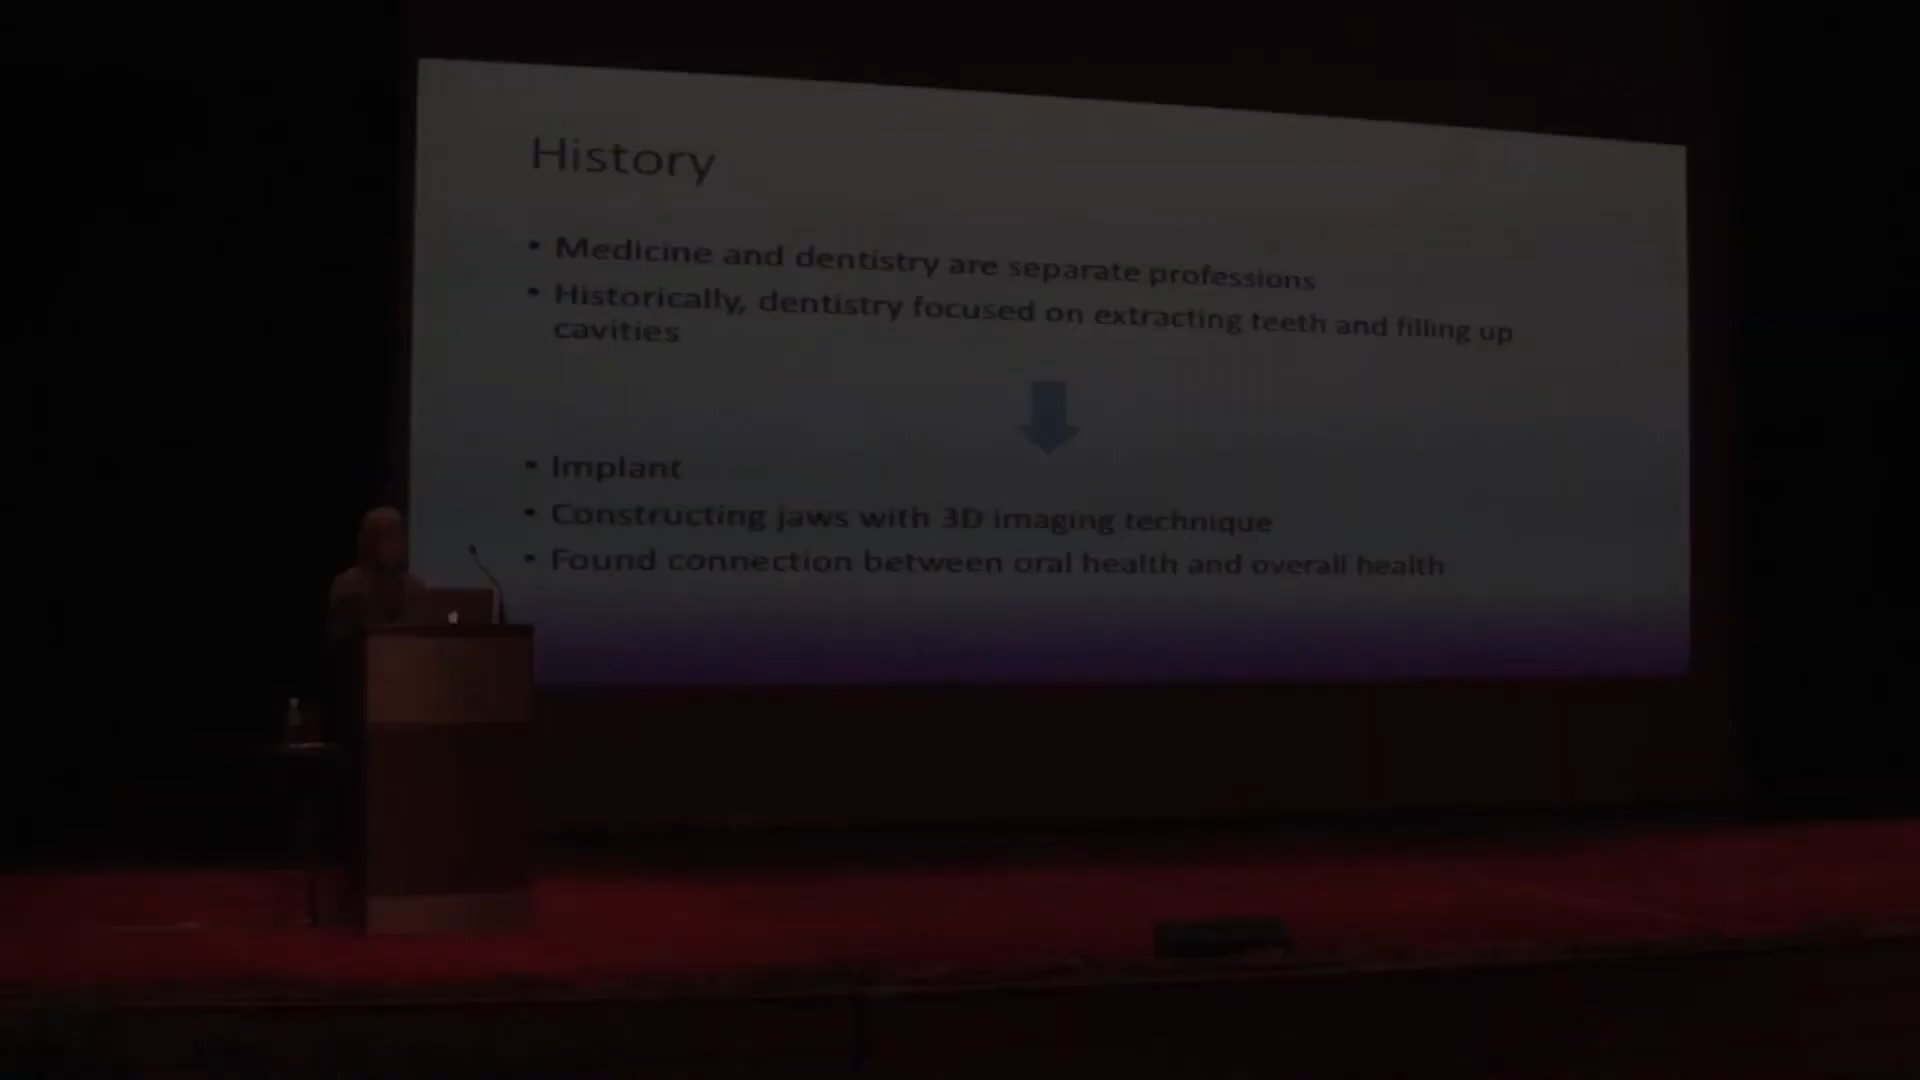 History
• Medicine and dentistry are separate professions
• Historically, dentistry focused on extracting teeth and filling up
cavities
• Implant
• Constructing jaws with 3D imaging technique
• Found connection between oral health and overall health